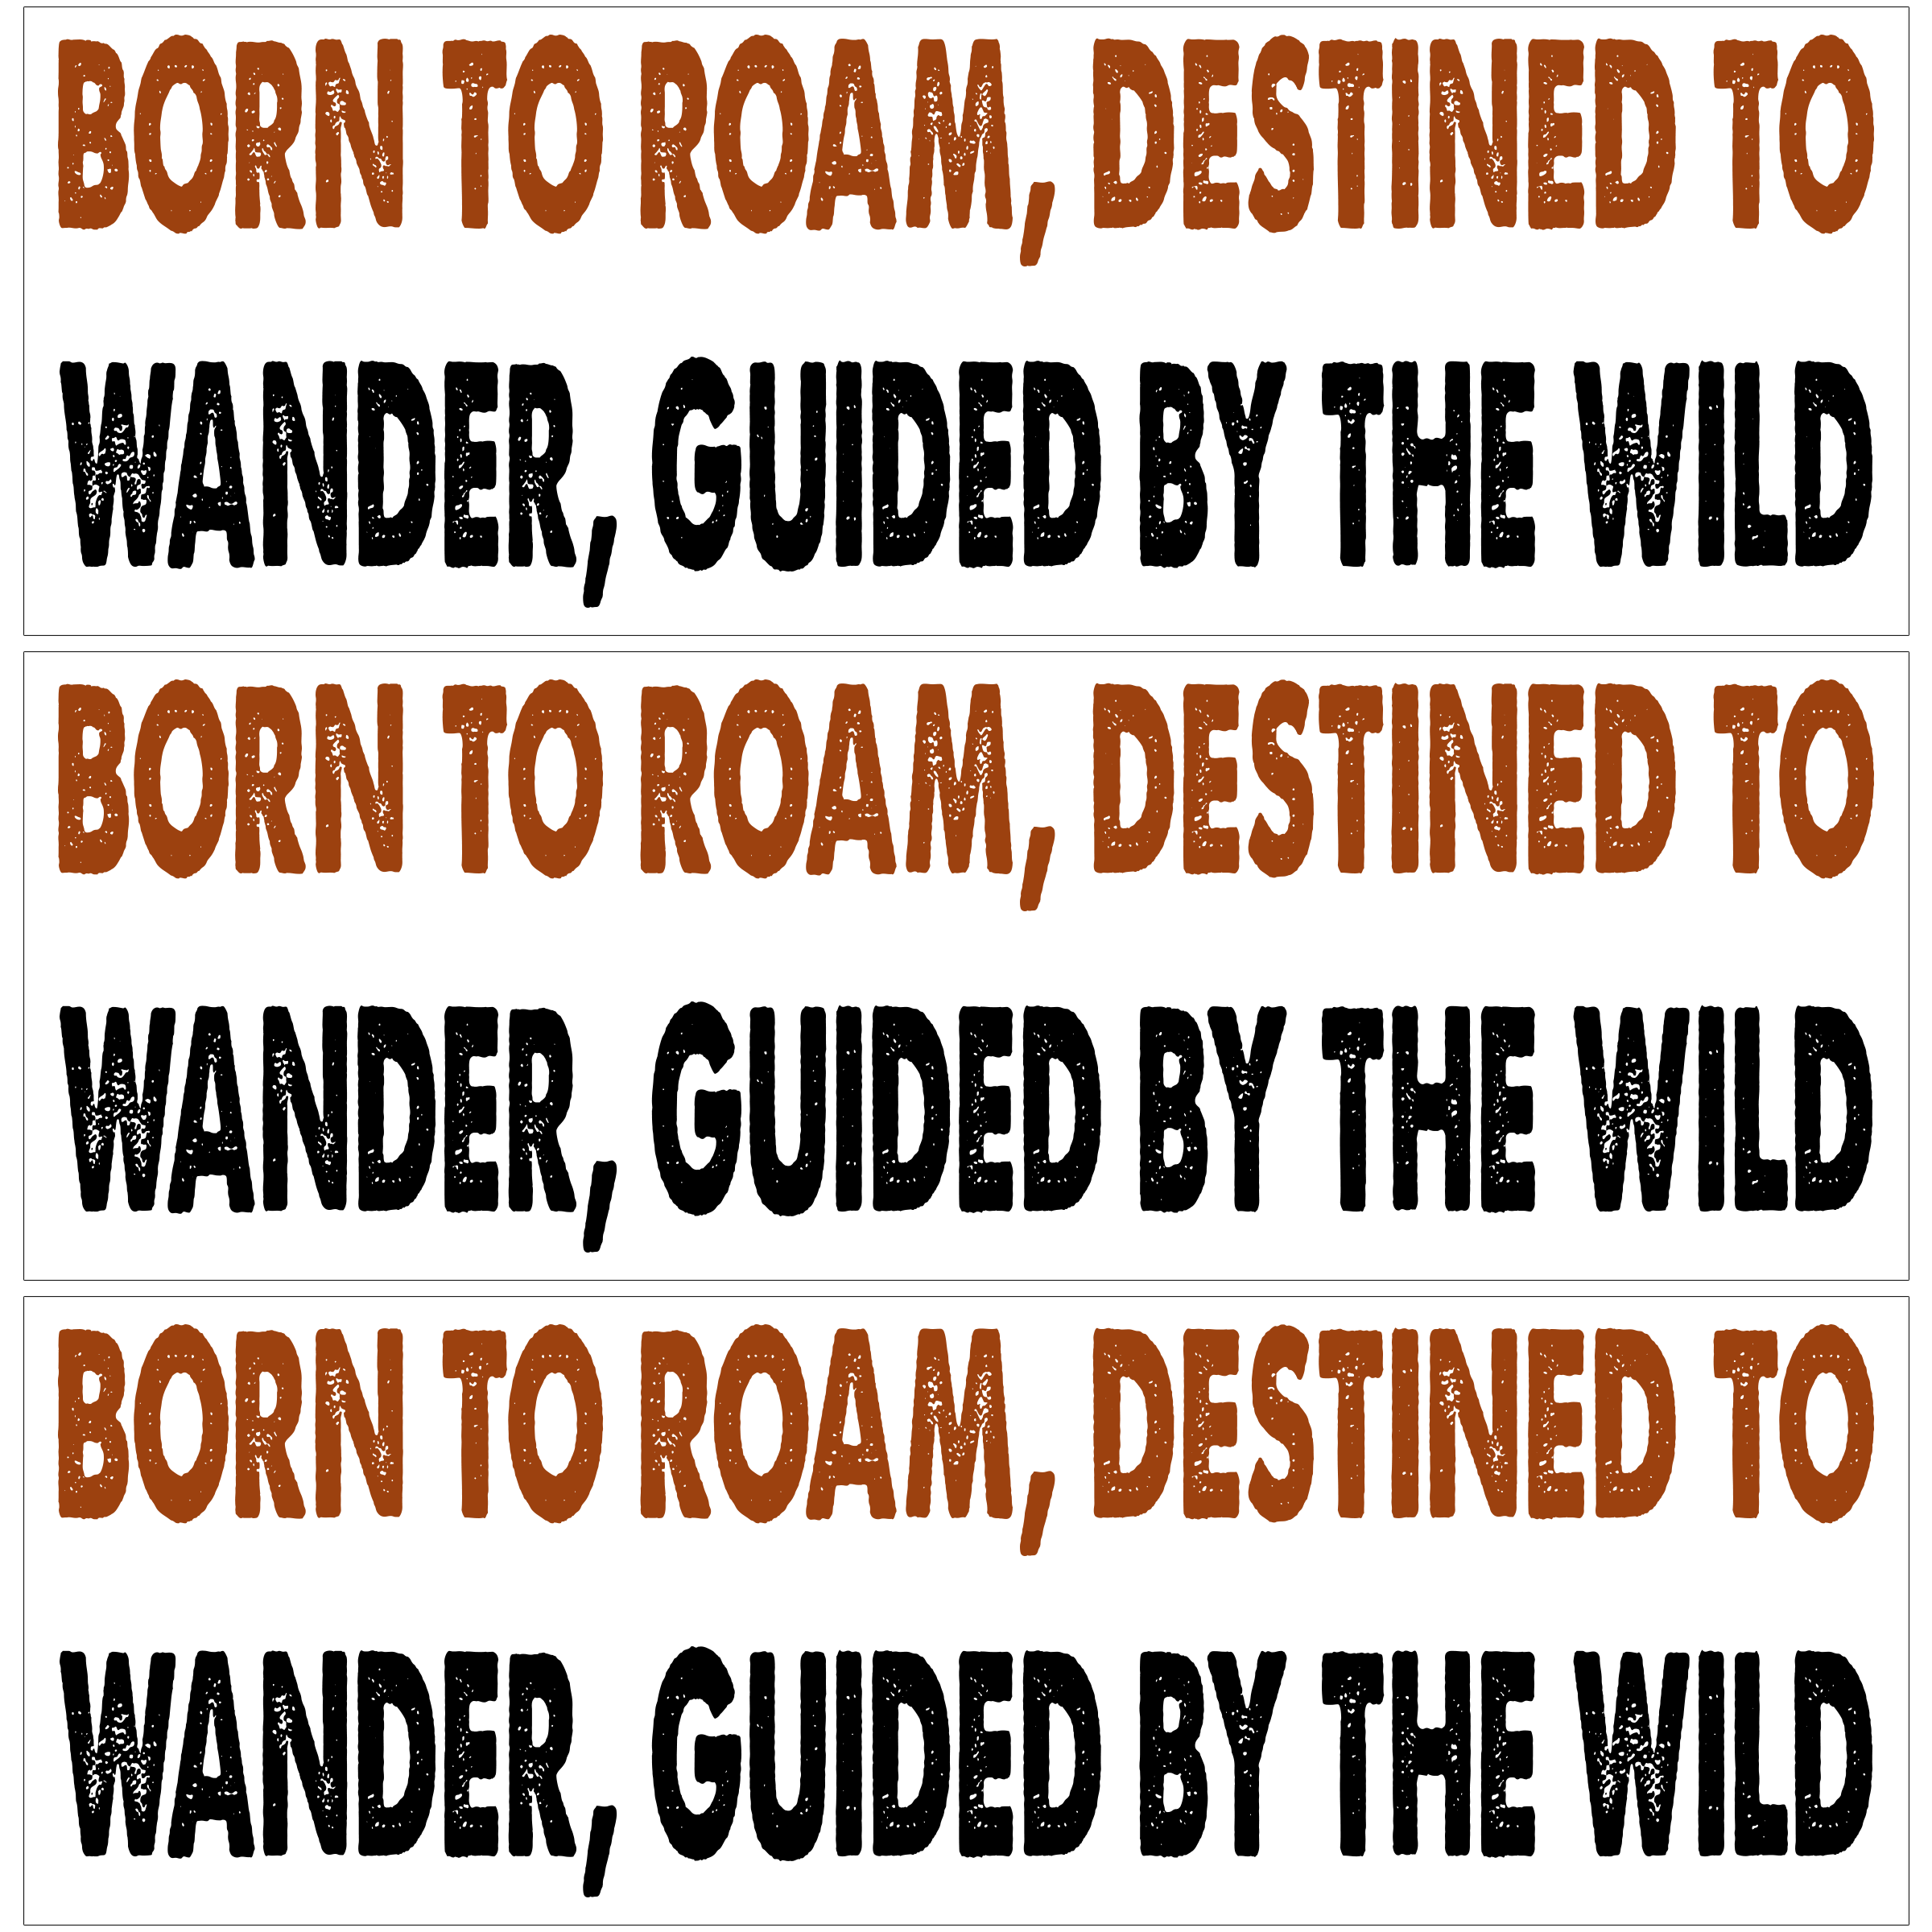 BORN TO ROAM, DESTINED TO
WANDER, GUIDED BY THE WILD
BORN TO ROAM, DESTINED TO
WANDER, GUIDED BY THE WILD
BORN TO ROAM, DESTINED TO
WANDER, GUIDED BY THE WILD